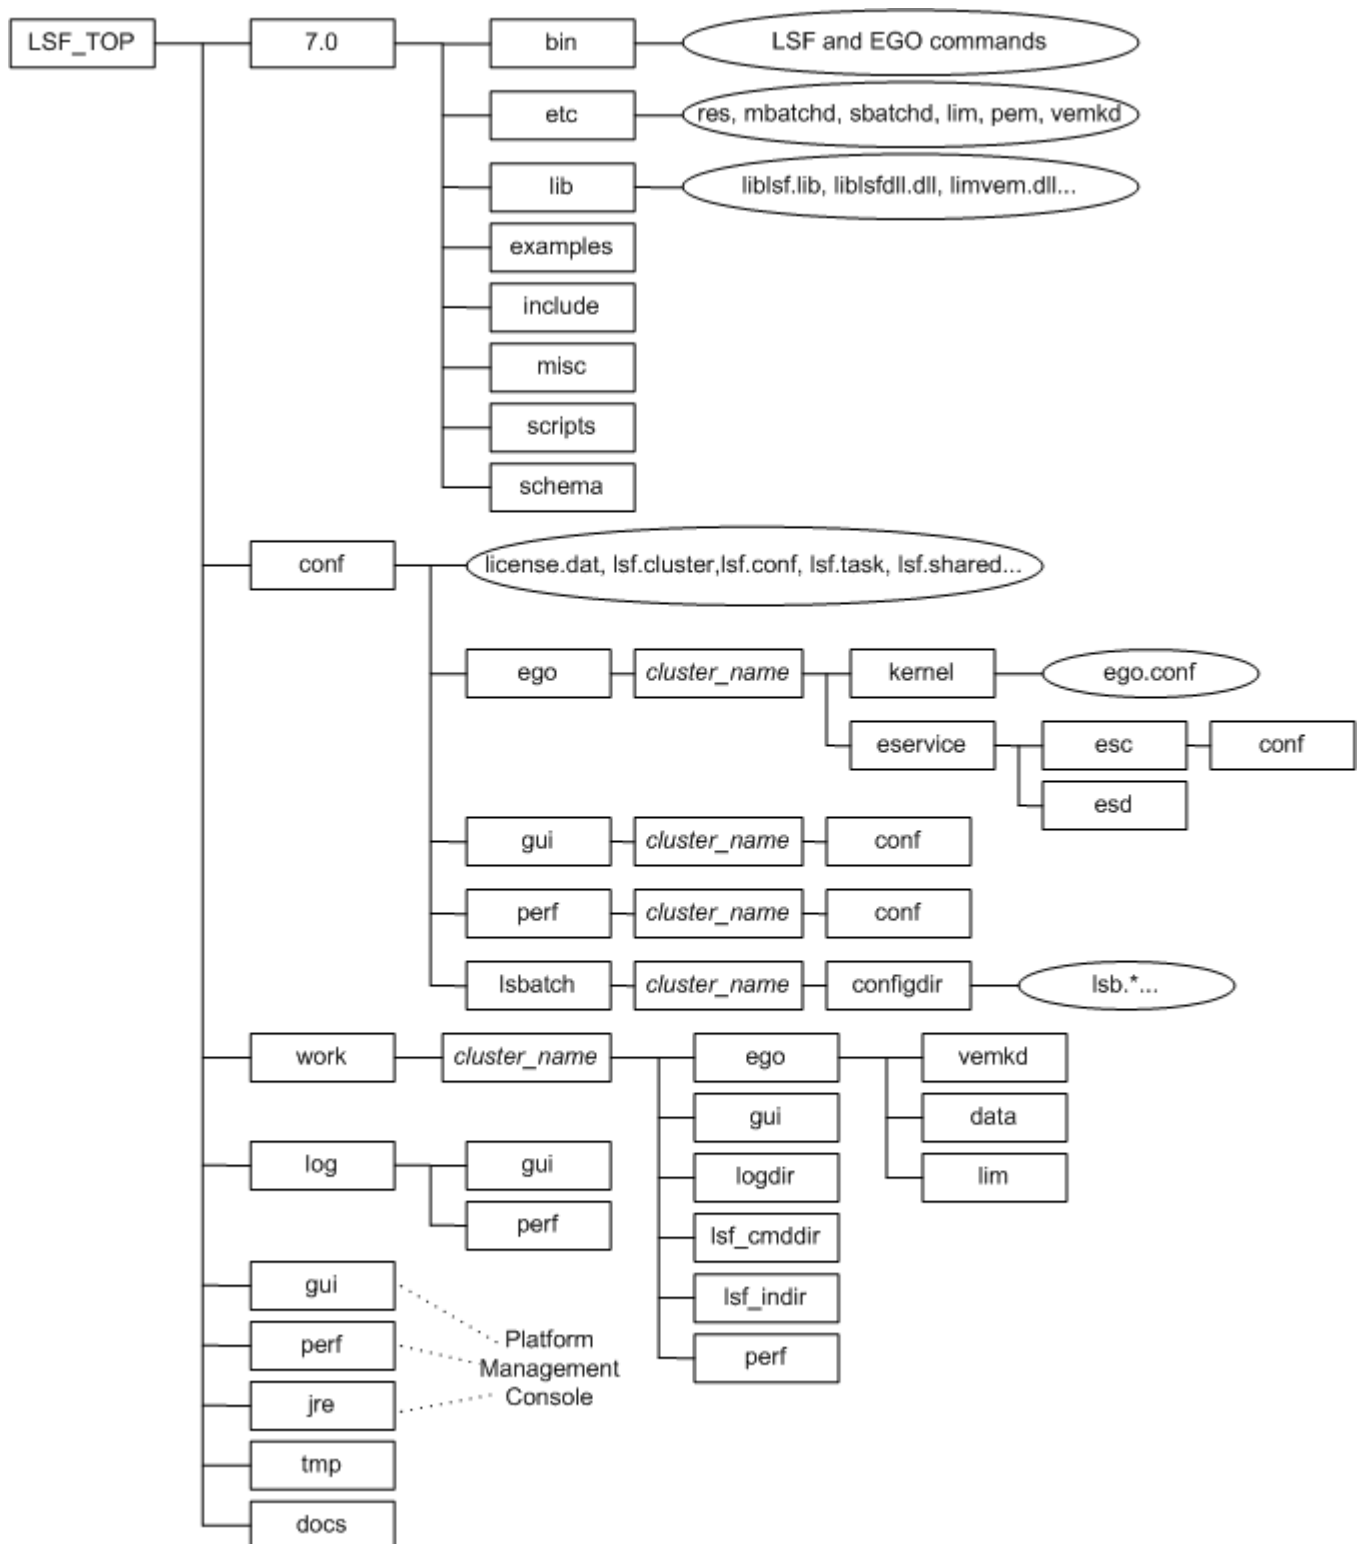 LSF_TOP
7.0
bin
LSF and EGO commands
etc
res, mbatchd, sbatchd, lim, pem, vemkd
lib
liblsf.lib, liblsfdll.dll, limvem.dll...
examples
include
misc
scripts
schema
conf
license.dat, lsf.cluster,lsf.conf, lsf.task, lsf.shared...
ego
cluster_name
kernel
ego.conf
eservice
esc
conf
esd
gui
cluster_name
conf
perf
cluster_name
conf
lsbatch
cluster_name
configdir
lsb.*...
work
cluster_name
ego
vemkd
gui
data
log
gui
logdir
lim
perf
lsf_cmddir
gui
lsf_indir
perf
Platform
Management
Console
perf
jre
tmp
docs